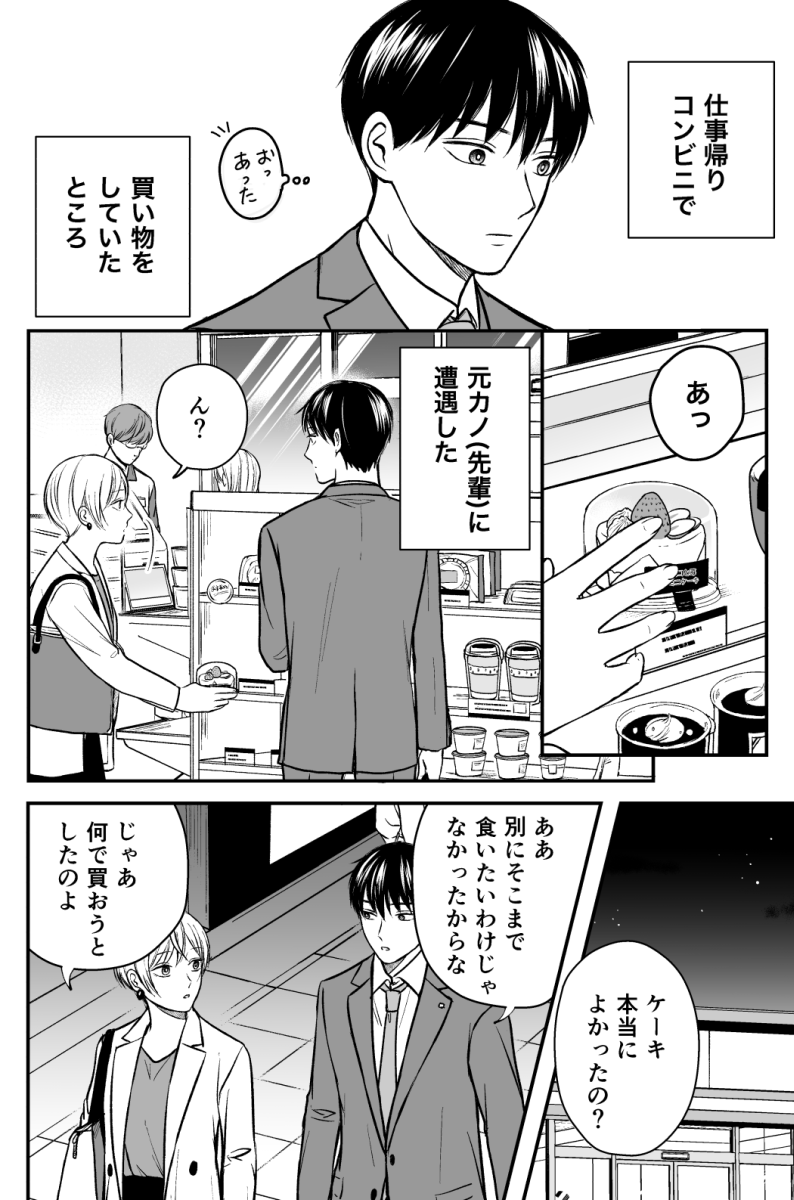 仕事帰り
コンビニで
おっ
あった
買い物を
していた
ところ
あっ
元カノ(先輩)に
遭遇した
ん?
ケーキ
本当に
よかったの?
ああ
別にそこまで
食いたいわけじゃ
なかったからな
じゃあ
何で買おうと
したのよ